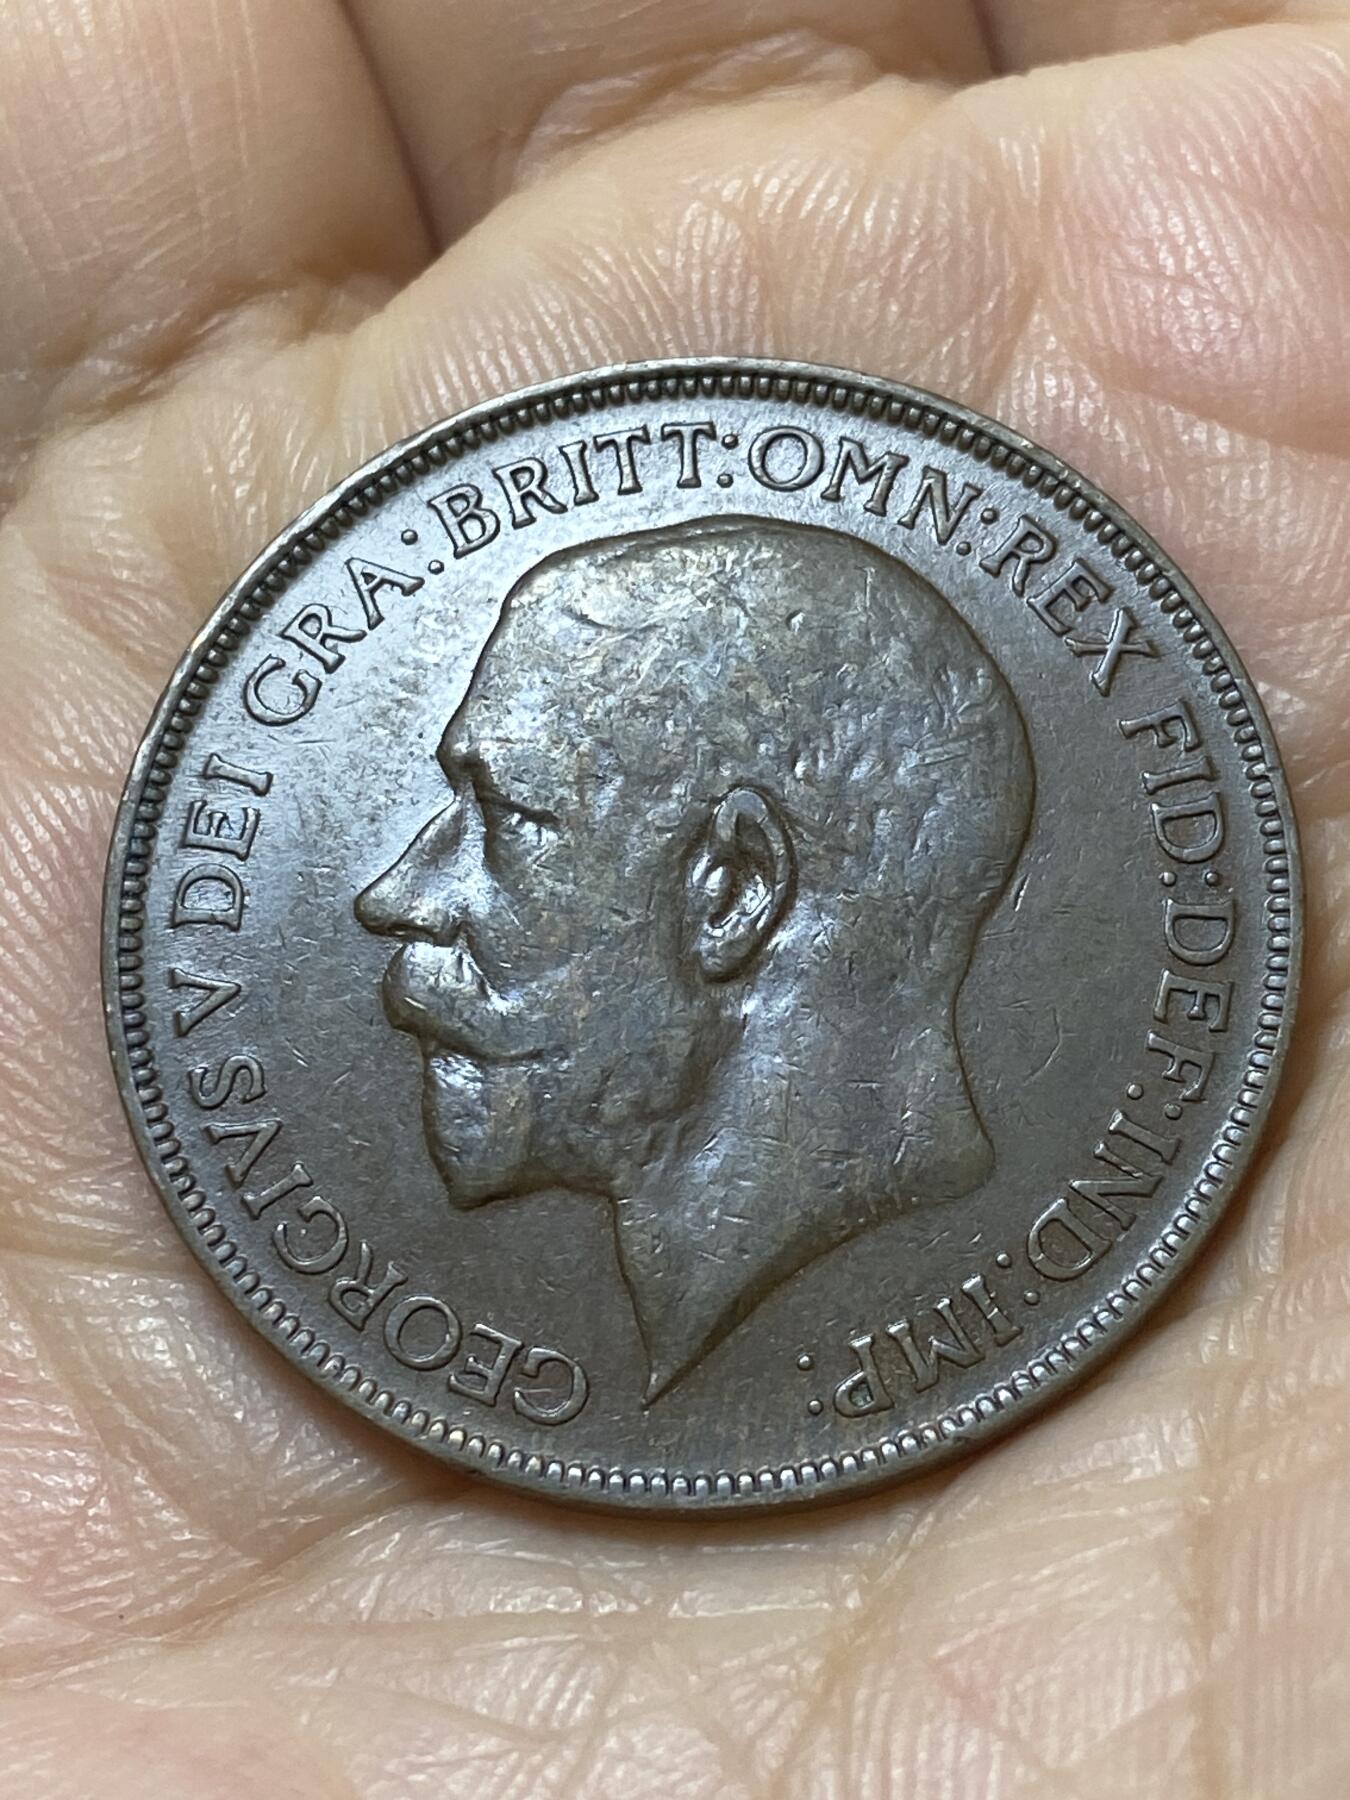 GEORGIVS V DEI GRA: BRITT: OMN: REX FID: DEF: IND: IMP: